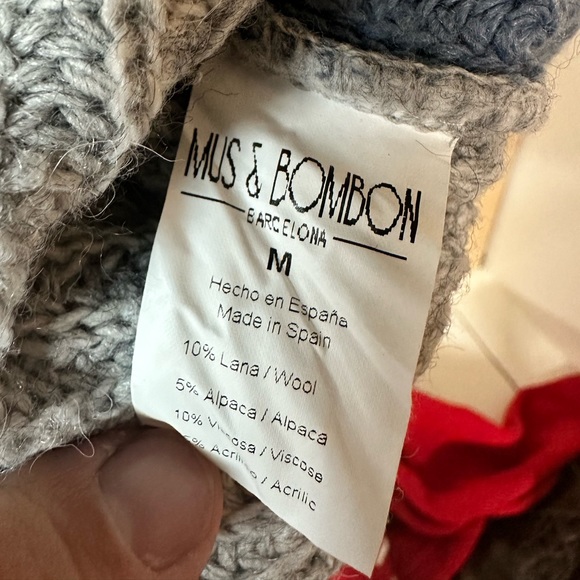 MUS & BOMBON
BARCELONA
M
Hecho en España
Made in Spain
10% Lana / Wool
5% Alpaca / Alpaca
10% Viscosa / Viscose
/ Acrilic